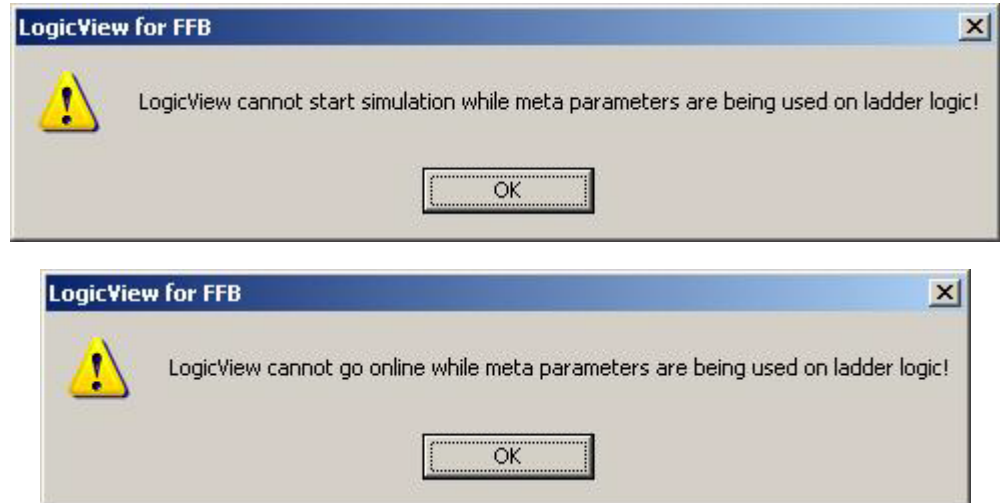 LogicView for FFB
LogicView cannot start simulation while meta parameters are being used on ladder logic!
OK
LogicView for FFB
LogicView cannot go online while meta parameters are being used on ladder logic!
OK